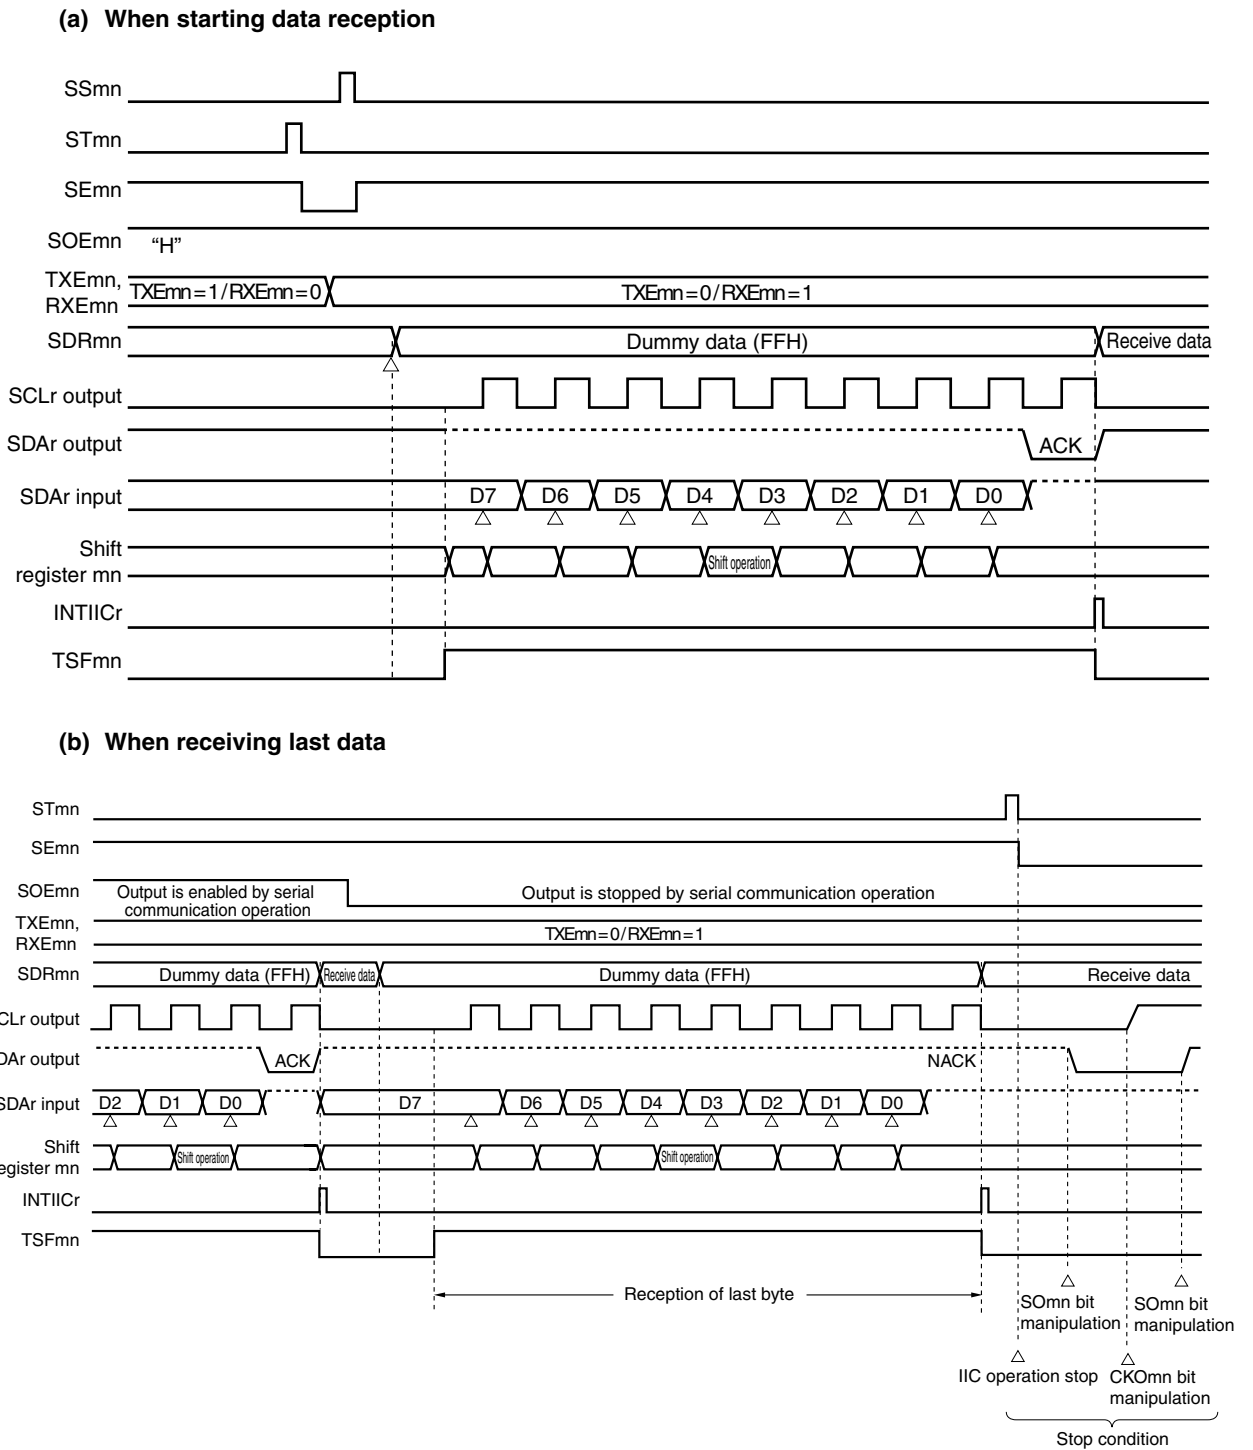 (a) When starting data reception
SSmn
STmn
SEmn
SOEmn “H”
TXEmn,
RXEmn
TXEmn=1/RXEmn=0 TXEmn=0/RXEmn=1
SDRmn Dummy data (FFH) Receive data
SCLr output
SDAr output ACK
SDAr input D7 D6 D5 D4 D3 D2 D1 D0
Shift
register mn
Shift operation
INTIICr
TSFmn
(b) When receiving last data
STmn
SEmn
SOEmn
Output is enabled by serial
communication operation
Output is stopped by serial communication operation
TXEmn,
RXEmn
TXEmn=0/RXEmn=1
SDRmn Dummy data (FFH) Receive data Dummy data (FFH) Receive data
CLr output
DAr output ACK NACK
SDAr input D2 D1 D0 D7 D6 D5 D4 D3 D2 D1 D0
Shift
egister mn
Shift operation Shift operation
INTIICr
TSFmn
Reception of last byte
SOmn bit
manipulation
SOmn bit
manipulation
IIC operation stop
CKOmn bit
manipulation
Stop condition